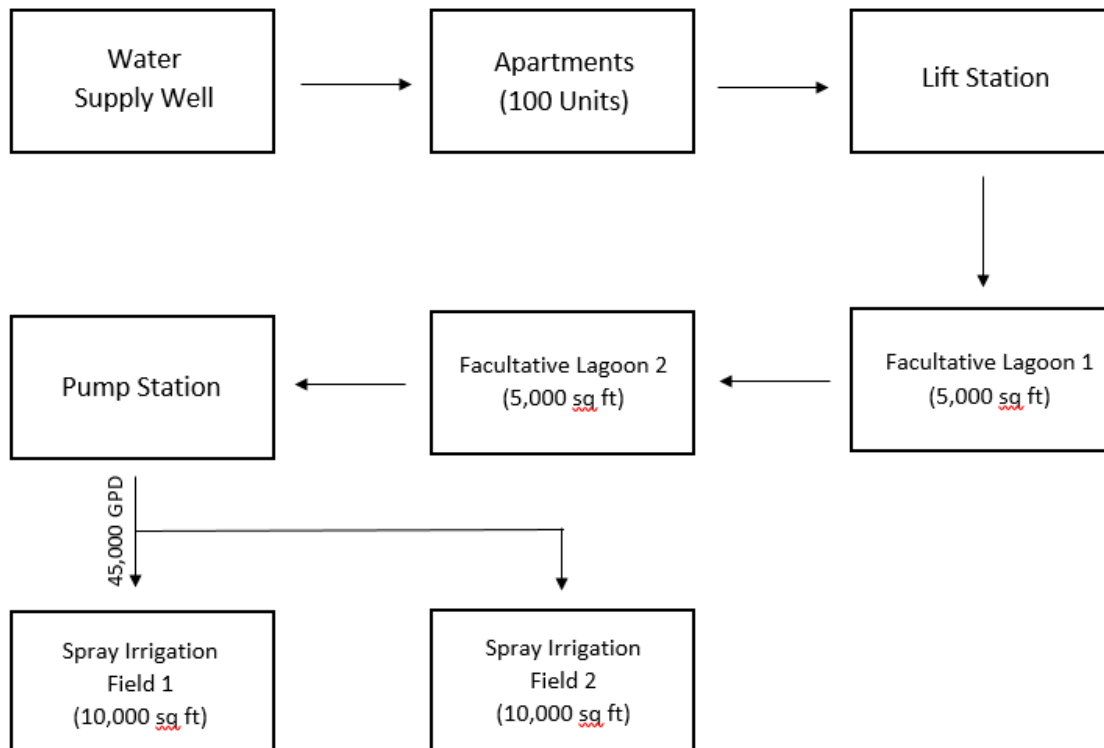 Water
Supply Well
Apartments
(100 Units)
Lift Station
Pump Station
Facultative Lagoon 2
(5,000 sq ft)
Facultative Lagoon 1
(5,000 sq ft)
45,000 GPD
Spray Irrigation
Field 1
(10,000 sq ft)
Spray Irrigation
Field 2
(10,000 sq ft)